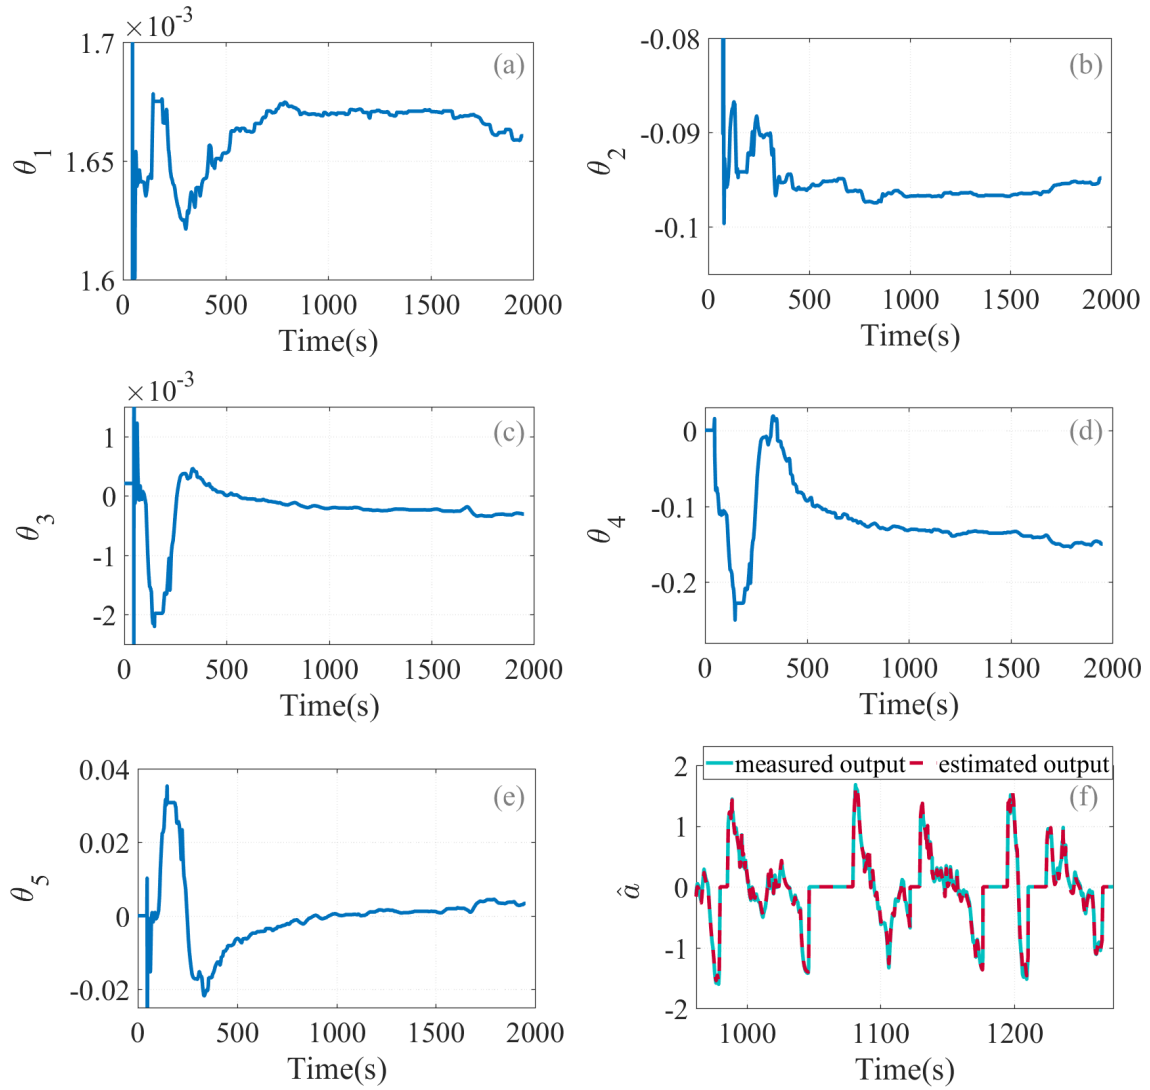 ×10⁻³
1.7
1.65
1.6
θ₁
(a)
0 500 1000 1500 2000
Time(s)
-0.08
-0.09
-0.1
θ₂
(b)
0 500 1000 1500 2000
Time(s)
×10⁻³
1
0
-1
-2
θ₃
(c)
0 500 1000 1500 2000
Time(s)
0
-0.1
-0.2
θ₄
(d)
0 500 1000 1500 2000
Time(s)
0.04
0.02
0
-0.02
θ₅
(e)
0 500 1000 1500 2000
Time(s)
measured output estimated output
2
1
0
-1
-2
â
(f)
1000 1100 1200
Time(s)